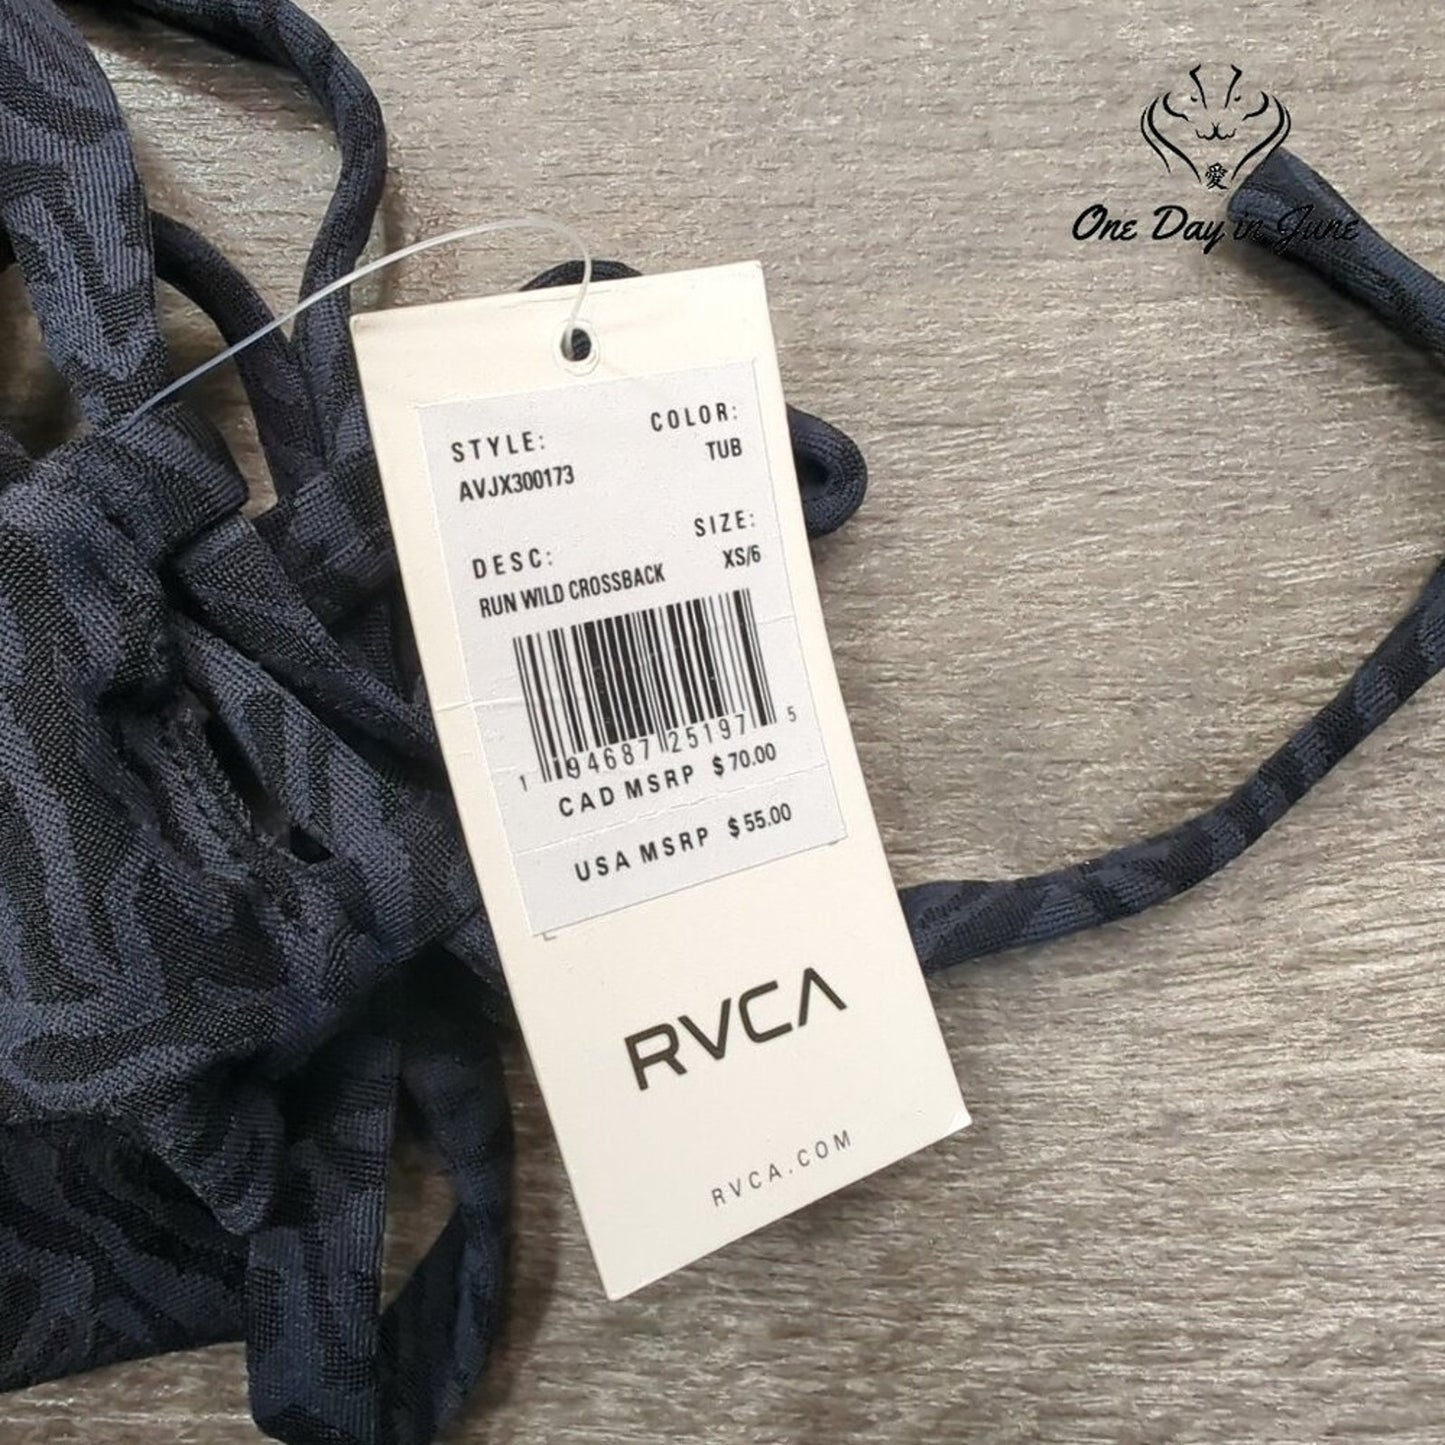 愛
One Day in June
STYLE: COLOR:
AVJX300173 TUB
DESC: SIZE:
RUN WILD CROSSBACK XS/6
1 94687 25197 5
CAD MSRP $70.00
USA MSRP $55.00
RVCA
RVCA.COM